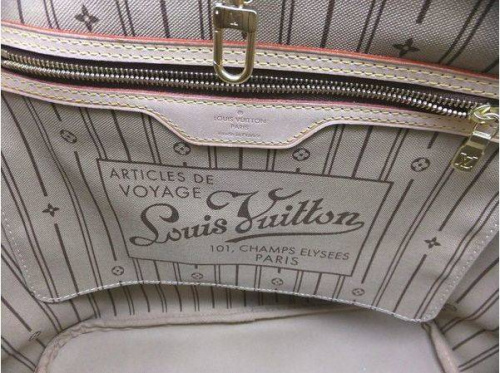 LOUIS VUITTON
PARIS
ARTICLES DE
VOYAGE
Louis Vuitton
101, CHAMPS ELYSEES
PARIS